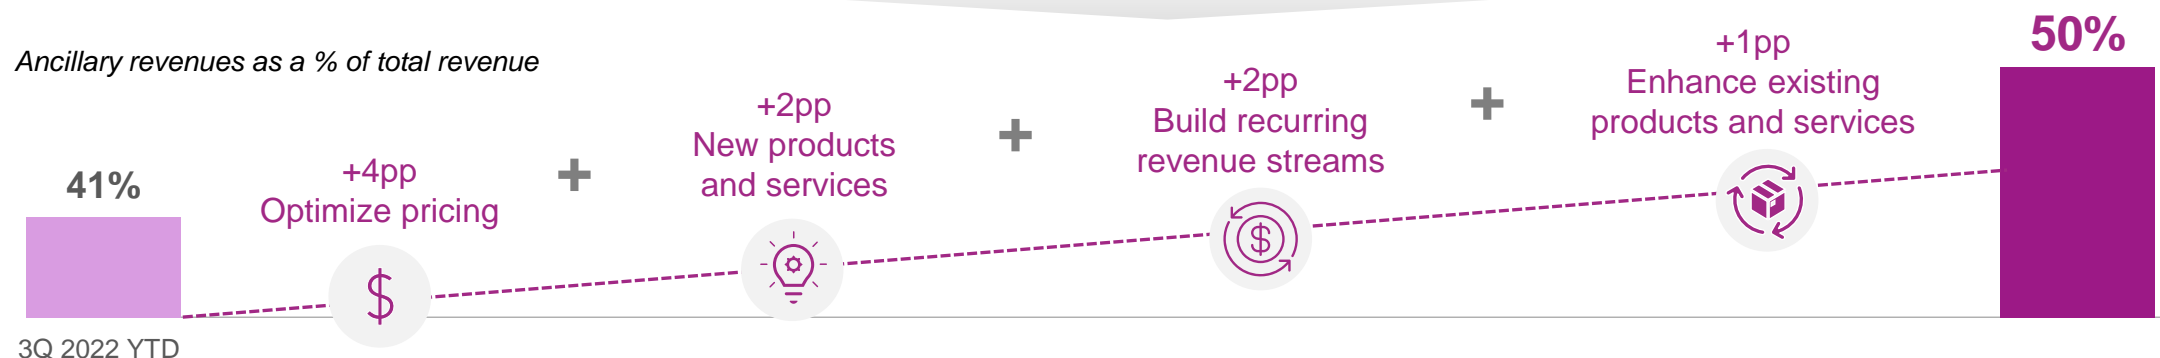 Ancillary revenues as a % of total revenue
41%
3Q 2022 YTD
+4pp
Optimize pricing
+
+2pp
New products
and services
+
+2pp
Build recurring
revenue streams
+
+1pp
Enhance existing
products and services
50%
$
$